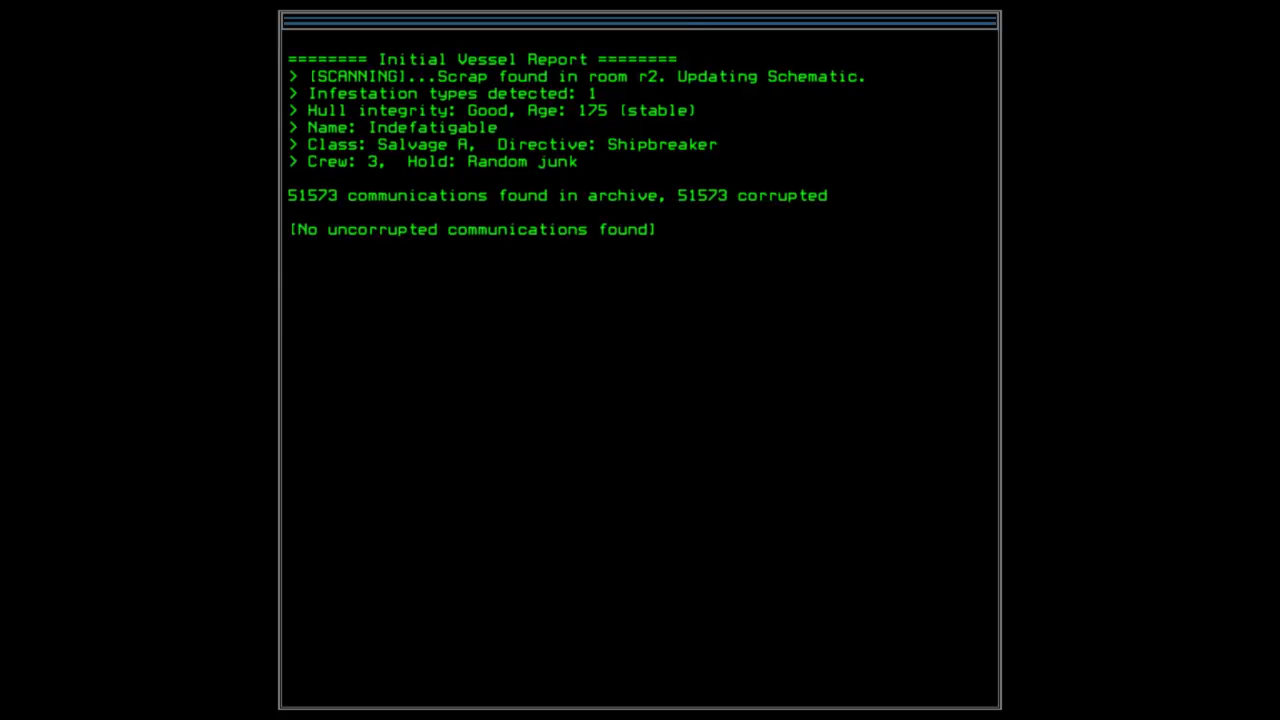 ======== Initial Vessel Report ========
> [SCANNING]...Scrap found in room r2. Updating Schematic.
> Infestation types detected: 1
> Hull integrity: Good, Age: 175 (stable)
> Name: Indefatigable
> Class: Salvage A,  Directive: Shipbreaker
> Crew: 3,  Hold: Random junk
51573 communications found in archive, 51573 corrupted
[No uncorrupted communications found]